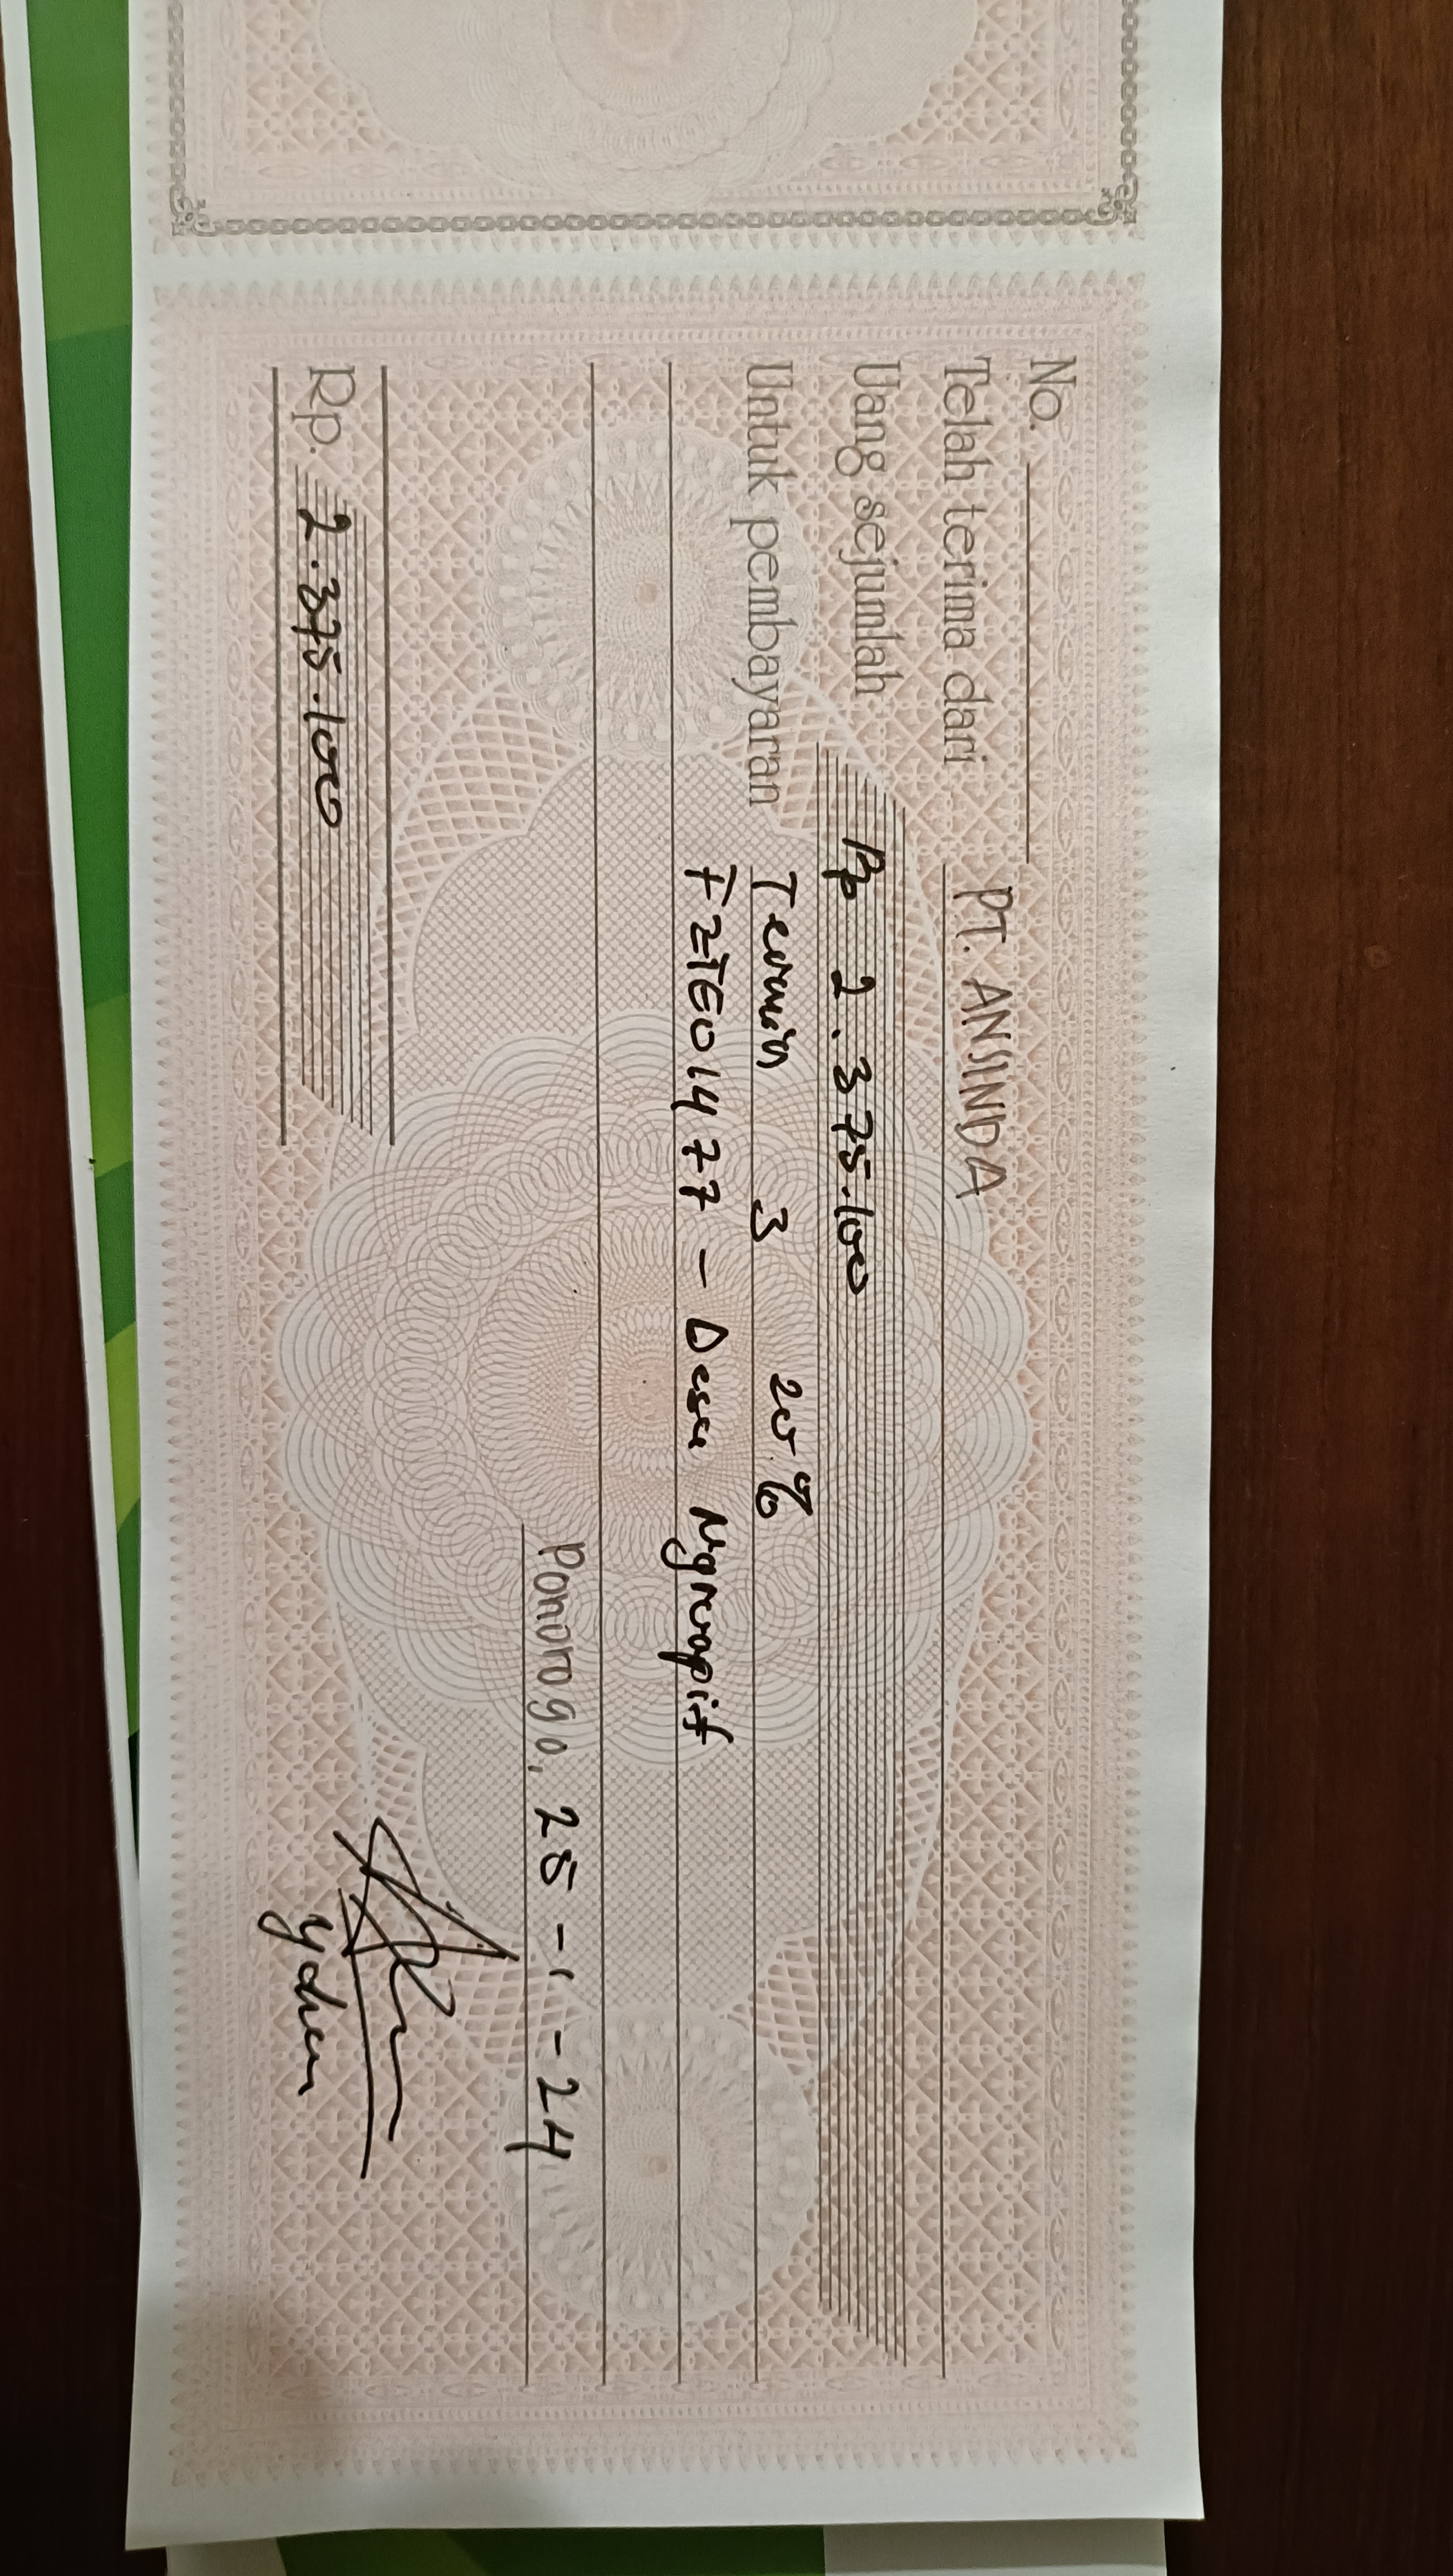 No.
Telah terima dari PT. ANSINDA
Uang sejumlah Rp 2.375.100
Untuk pembayaran Termin 3 20%
FZTE01477 - Desa Ngrupit
Ponorogo, 25 - 1 - 24
Rp. 2.375.100